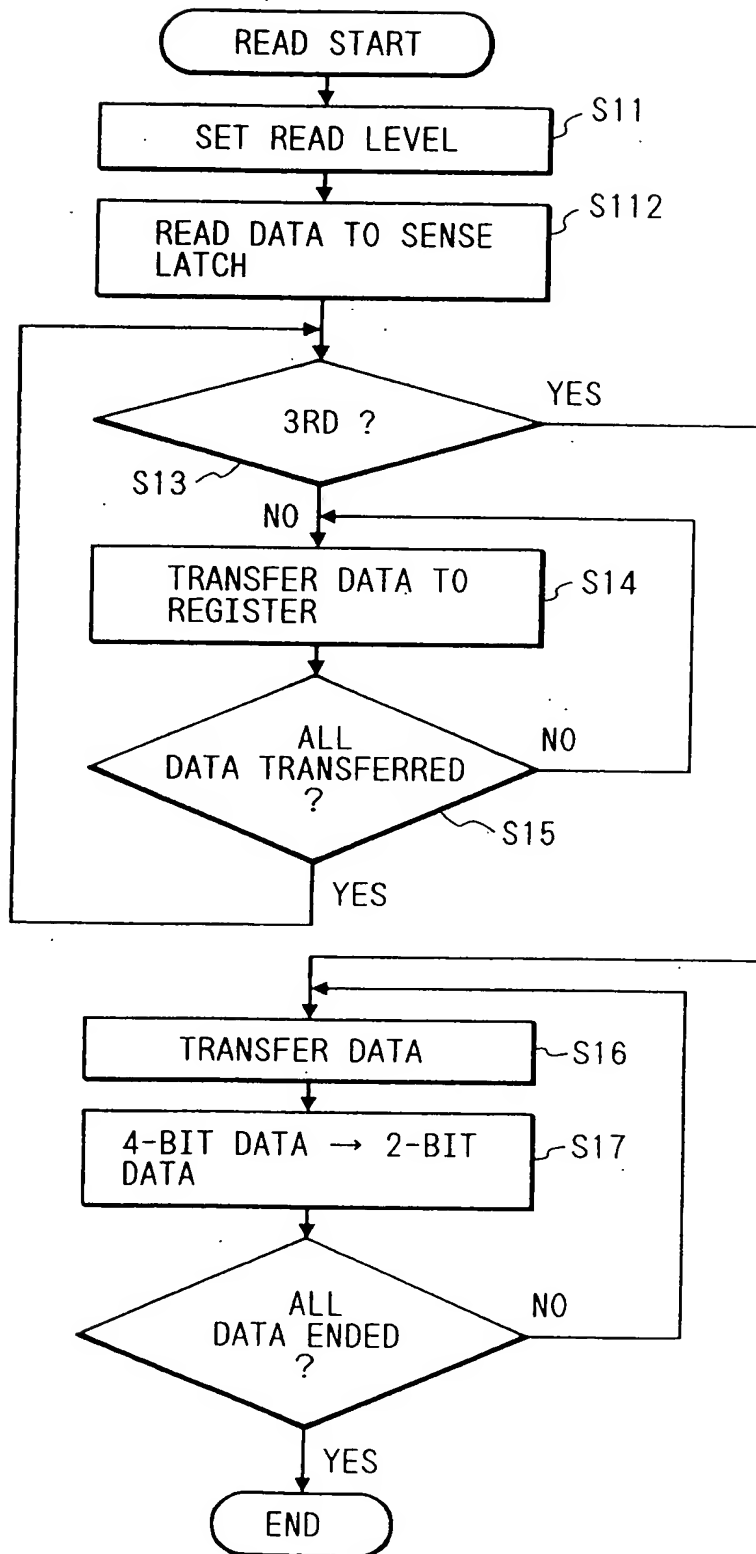 READ START
SET READ LEVEL
S11
READ DATA TO SENSE
LATCH
S112
3RD ?
YES
S13
NO
TRANSFER DATA TO
REGISTER
S14
ALL
DATA TRANSFERRED
?
NO
S15
YES
TRANSFER DATA
S16
4-BIT DATA → 2-BIT
DATA
S17
ALL
DATA ENDED
?
NO
YES
END